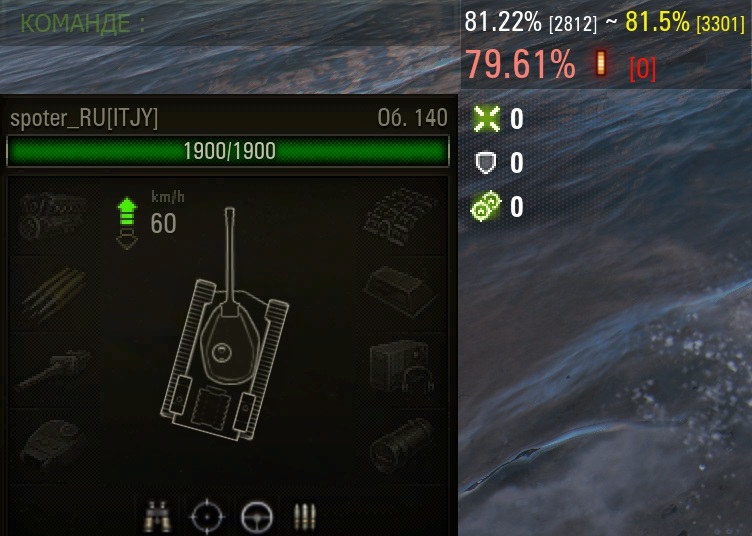 КОМАНДЕ :
81.22% [2812] ~ 81.5% [3301]
79.61% [0]
spoter_RU[ITJY] Об. 140
1900/1900
km/h
60
0
0
0